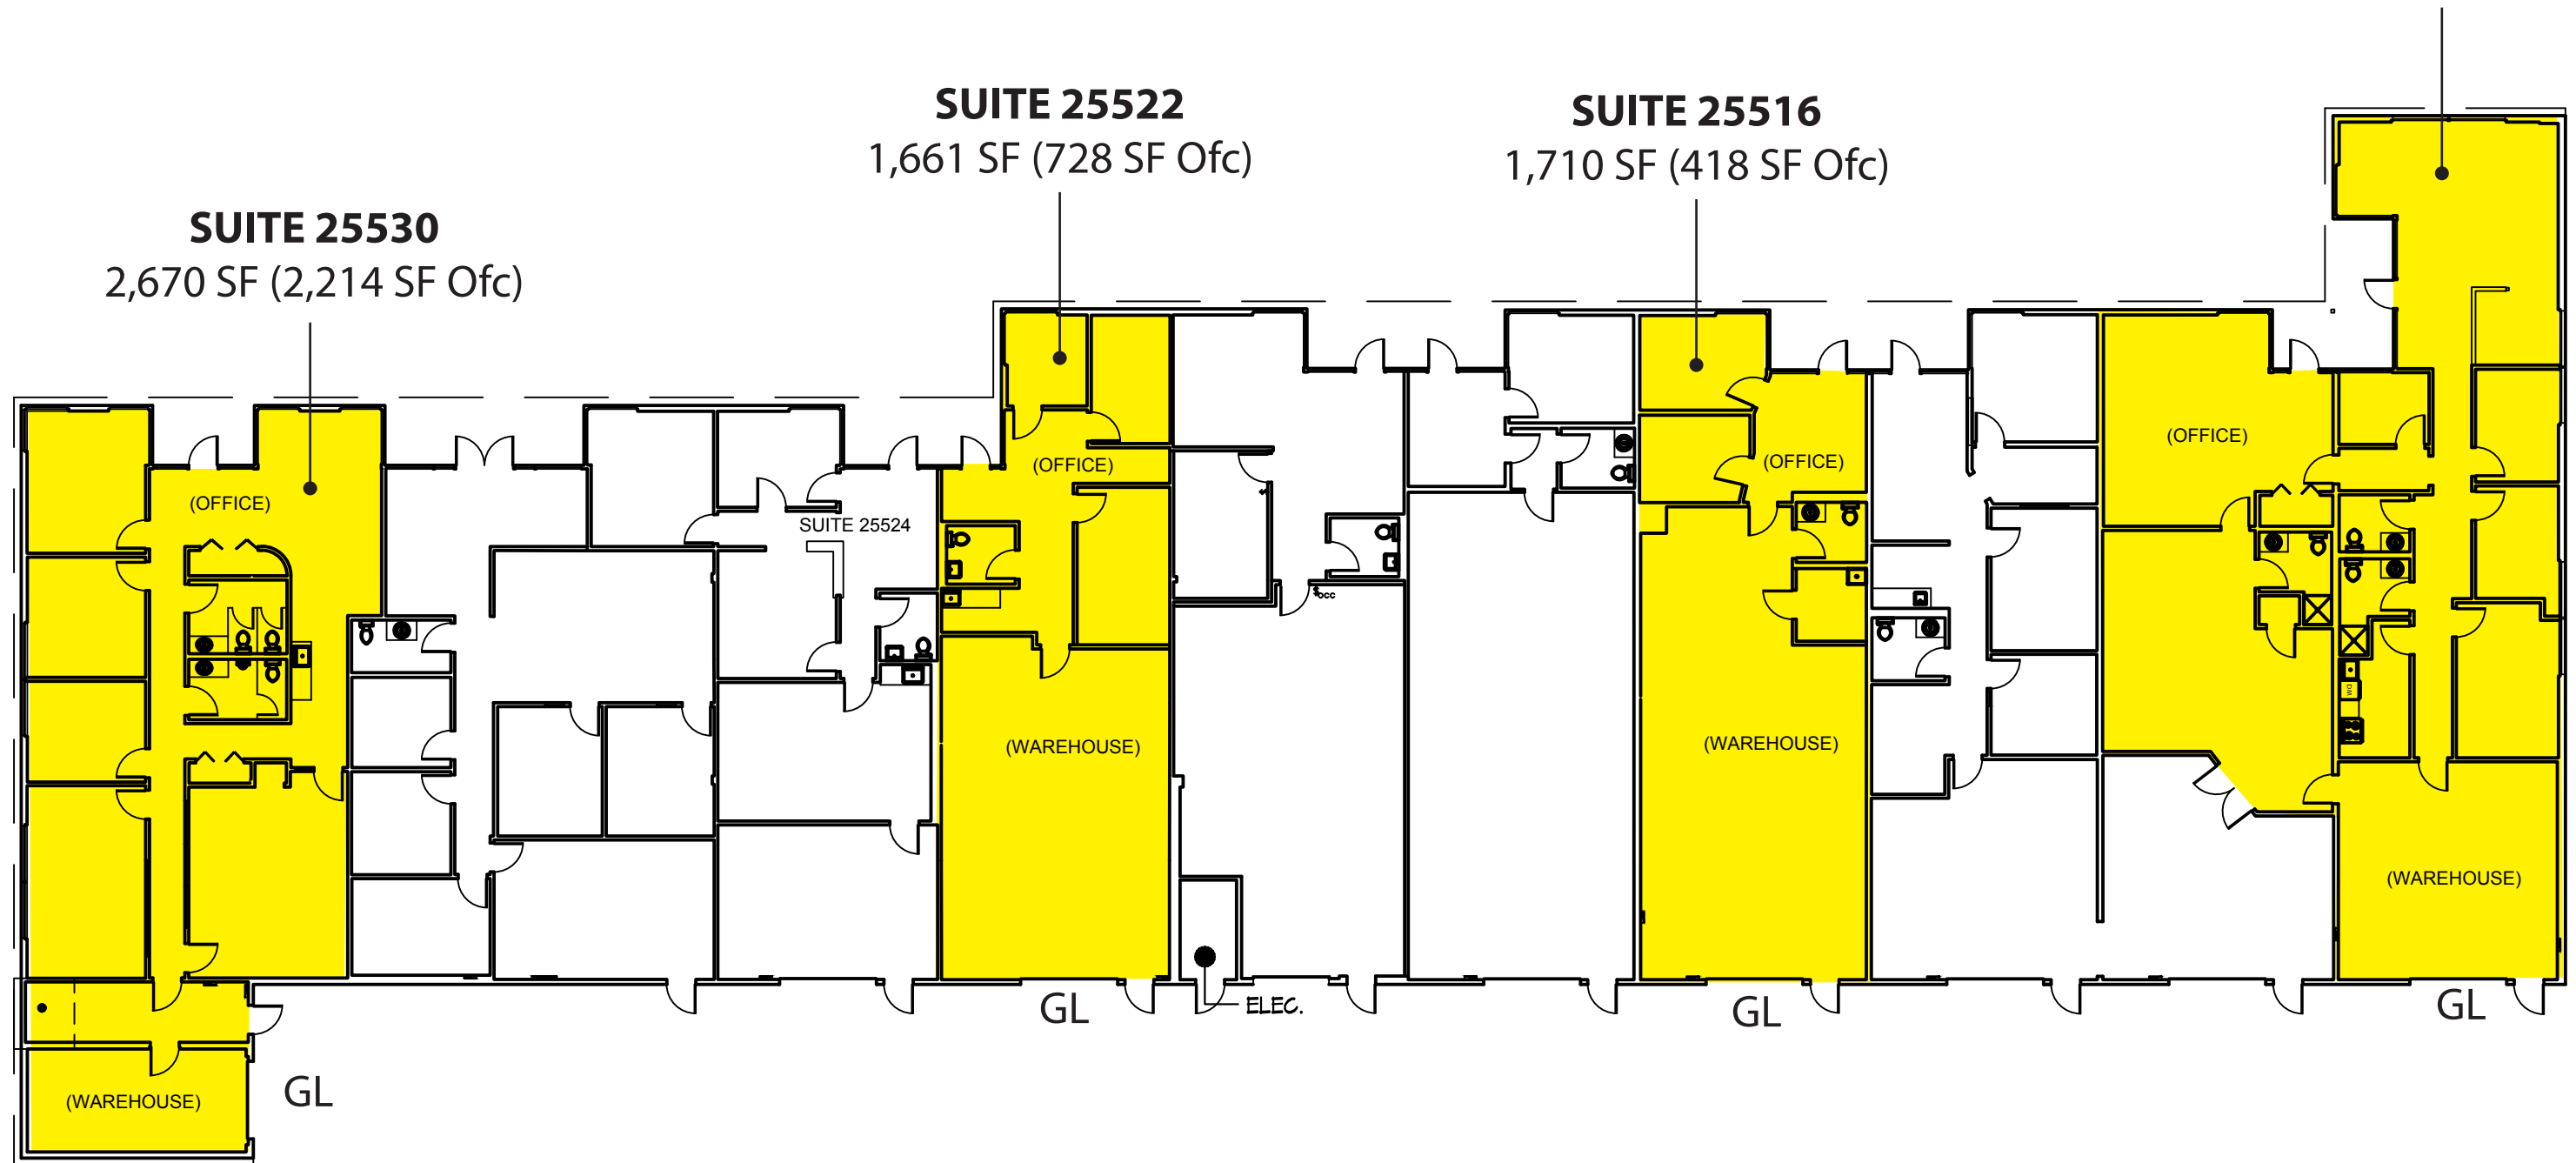 SUITE 25522
1,661 SF (728 SF Ofc)
SUITE 25516
1,710 SF (418 SF Ofc)
SUITE 25530
2,670 SF (2,214 SF Ofc)
(OFFICE)
(OFFICE)
(OFFICE)
(OFFICE)
SUITE 25524
OCC
WD
(WAREHOUSE)
(WAREHOUSE)
(WAREHOUSE)
GL
ELEC.
GL
GL
GL
(WAREHOUSE)